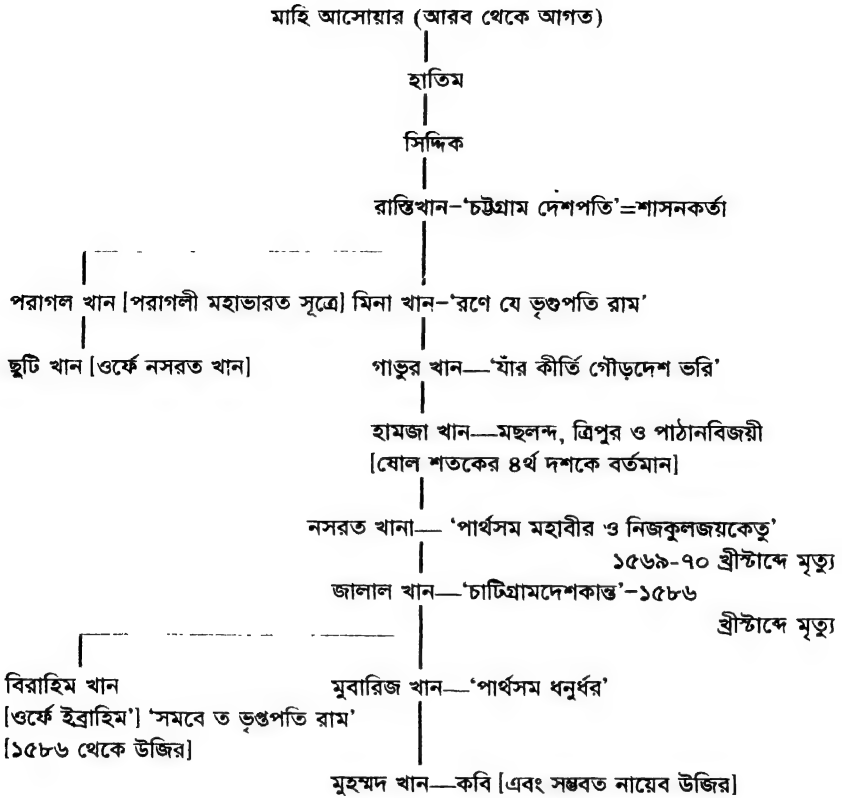 মাহি আসোয়ার (আরব থেকে আগত)
হাতিম
সিদ্দিক
রাস্তিখান–‘চট্টগ্রাম দেশপতি’=শাসনকর্তা
পরাগল খান [পরাগলী মহাভারত সূত্রে] মিনা খান–‘রণে যে ভৃগুপতি রাম’
ছুটি খান [ওর্ফে নসরত খান] গাভুর খান—‘যাঁর কীর্তি গৌড়দেশ ভরি’
হামজা খান—মছলন্দ, ত্রিপুর ও পাঠানবিজয়ী
[ষোল শতকের ৪র্থ দশকে বর্তমান]
নসরত খানা— ‘পার্থসম মহাবীর ও নিজকুলজয়কেতু’
১৫৬৯-৭০ খ্রীস্টাব্দে মৃত্যু
জালাল খান—‘চাটিগ্রামদেশকান্ত’–১৫৮৬
খ্রীস্টাব্দে মৃত্যু
বিরাহিম খান মুবারিজ খান—‘পার্থসম ধনুর্ধর’
[ওর্ফে ইব্রাহিম’] ‘সমবে ত ভৃপ্তপতি রাম’
[১৫৮৬ থেকে উজির]
মুহম্মদ খান—কবি [এবং সম্ভবত নায়েব উজির]